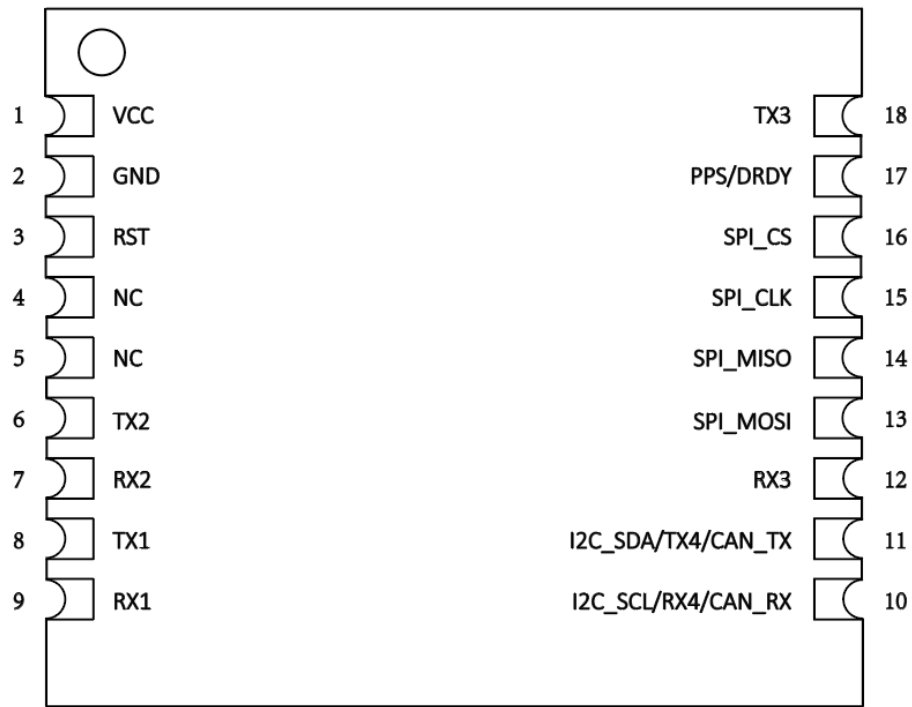 1 VCC TX3 18
2 GND PPS/DRDY 17
3 RST SPI_CS 16
4 NC SPI_CLK 15
5 NC SPI_MISO 14
6 TX2 SPI_MOSI 13
7 RX2 RX3 12
8 TX1 I2C_SDA/TX4/CAN_TX 11
9 RX1 I2C_SCL/RX4/CAN_RX 10